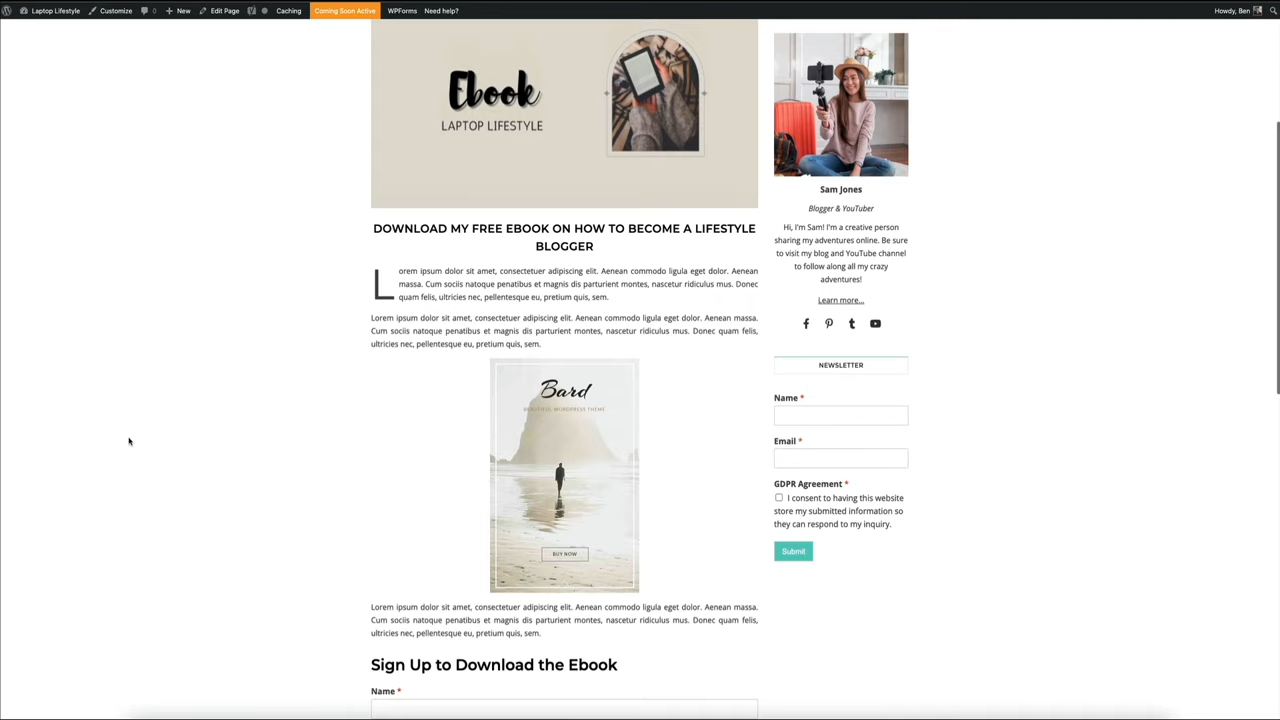 Laptop Lifestyle Customize 0 New Edit Page Caching Coming Soon Active WPForms Need help? Howdy, Ben
Ebook
LAPTOP LIFESTYLE
DOWNLOAD MY FREE EBOOK ON HOW TO BECOME A LIFESTYLE
BLOGGER
Lorem ipsum dolor sit amet, consectetuer adipiscing elit. Aenean commodo ligula eget dolor. Aenean
massa. Cum sociis natoque penatibus et magnis dis parturient montes, nascetur ridiculus mus. Donec
quam felis, ultricies nec, pellentesque eu, pretium quis, sem.
Lorem ipsum dolor sit amet, consectetuer adipiscing elit. Aenean commodo ligula eget dolor. Aenean massa.
Cum sociis natoque penatibus et magnis dis parturient montes, nascetur ridiculus mus. Donec quam felis,
ultricies nec, pellentesque eu, pretium quis, sem.
Bard
BEAUTIFUL WORDPRESS THEME
BUY NOW
Lorem ipsum dolor sit amet, consectetuer adipiscing elit. Aenean commodo ligula eget dolor. Aenean massa.
Cum sociis natoque penatibus et magnis dis parturient montes, nascetur ridiculus mus. Donec quam felis,
ultricies nec, pellentesque eu, pretium quis, sem.
Sign Up to Download the Ebook
Name *
Sam Jones
Blogger & YouTuber
Hi, I'm Sam! I'm a creative person
sharing my adventures online. Be sure
to visit my blog and YouTube channel
to follow along all my crazy
adventures!
Learn more...
NEWSLETTER
Name *
Email *
GDPR Agreement *
I consent to having this website
store my submitted information so
they can respond to my inquiry.
Submit